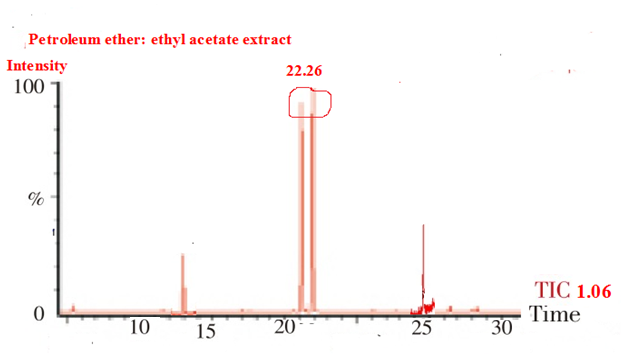 Petroleum ether: ethyl acetate extract
Intensity
22.26
100
%
0
TIC 1.06
10 15 20 25 30 Time